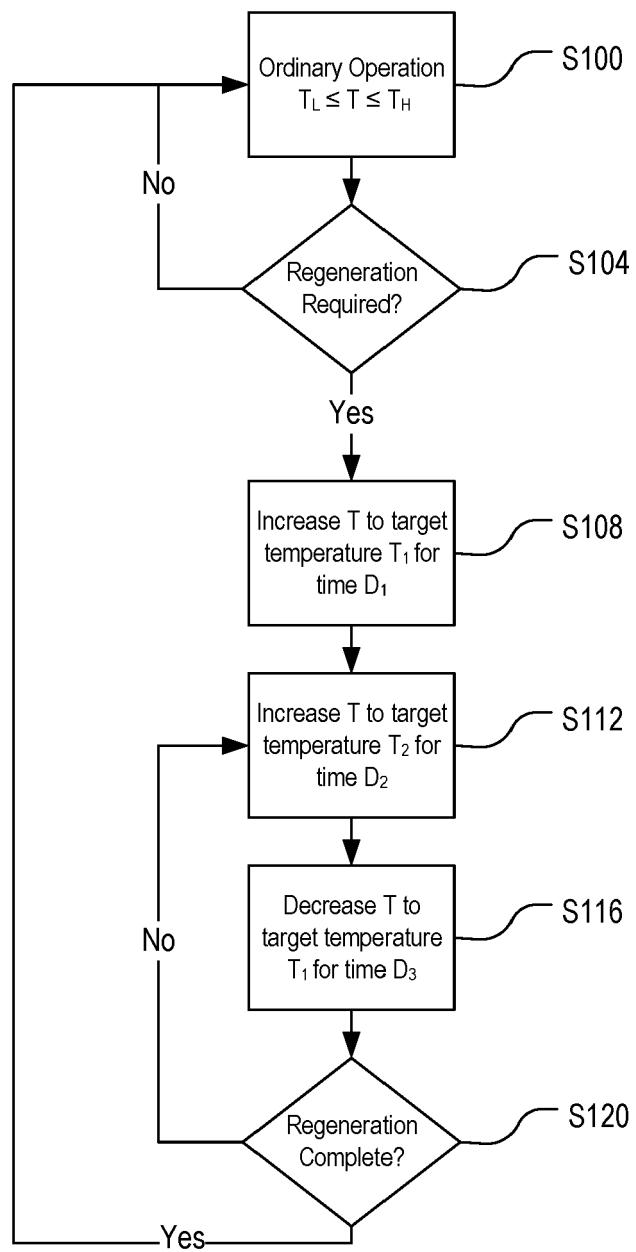 Ordinary Operation
T_L ≤ T ≤ T_H
S100
No
Regeneration
Required?
S104
Yes
Increase T to target
temperature T₁ for
time D₁
S108
Increase T to target
temperature T₂ for
time D₂
S112
Decrease T to
target temperature
T₁ for time D₃
S116
No
Regeneration
Complete?
S120
Yes